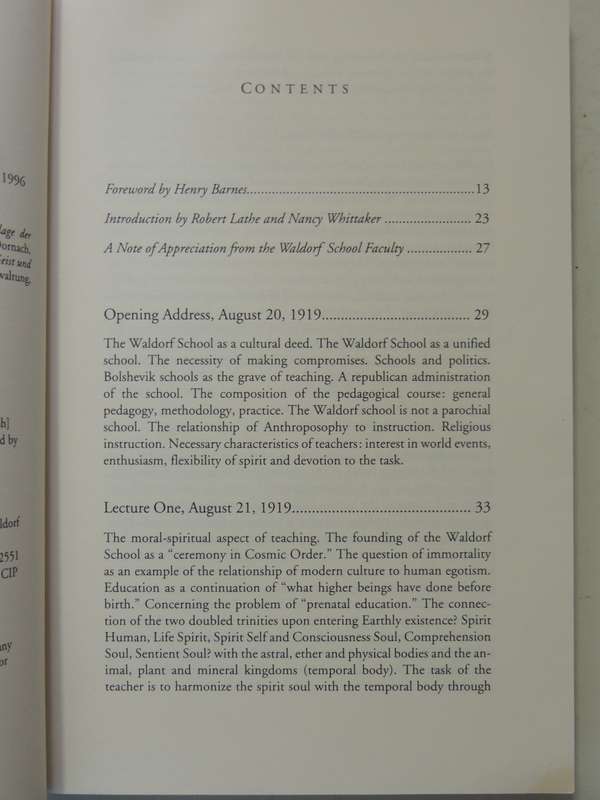 1996
lage der
Dornach,
eist und
waltung,
h]
d by
ldorf
2551
CIP
any
or
CONTENTS
Foreword by Henry Barnes............................................................13
Introduction by Robert Lathe and Nancy Whittaker ....................... 23
A Note of Appreciation from the Waldorf School Faculty ................. 27
Opening Address, August 20, 1919...................................... 29
The Waldorf School as a cultural deed. The Waldorf School as a unified
school. The necessity of making compromises. Schools and politics.
Bolshevik schools as the grave of teaching. A republican administration
of the school. The composition of the pedagogical course: general
pedagogy, methodology, practice. The Waldorf school is not a parochial
school. The relationship of Anthroposophy to instruction. Religious
instruction. Necessary characteristics of teachers: interest in world events,
enthusiasm, flexibility of spirit and devotion to the task.
Lecture One, August 21, 1919.............................................. 33
The moral-spiritual aspect of teaching. The founding of the Waldorf
School as a “ceremony in Cosmic Order.” The question of immortality
as an example of the relationship of modern culture to human egotism.
Education as a continuation of “what higher beings have done before
birth.” Concerning the problem of “prenatal education.” The connec-
tion of the two doubled trinities upon entering Earthly existence? Spirit
Human, Life Spirit, Spirit Self and Consciousness Soul, Comprehension
Soul, Sentient Soul? with the astral, ether and physical bodies and the an-
imal, plant and mineral kingdoms (temporal body). The task of the
teacher is to harmonize the spirit soul with the temporal body through